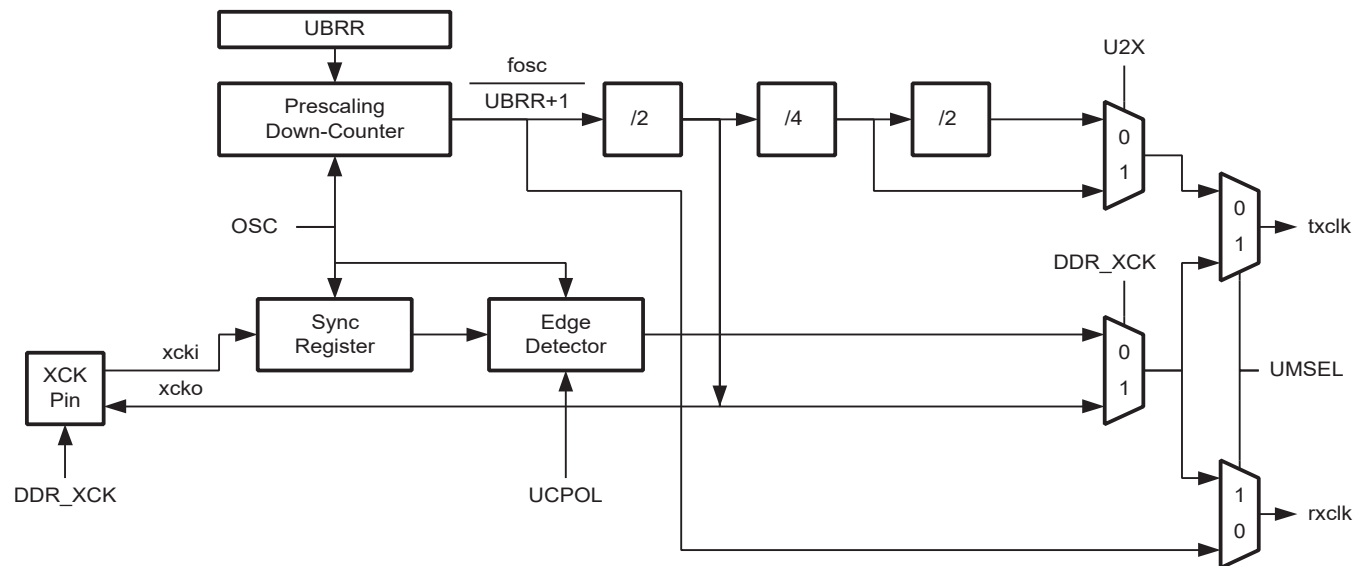 UBRR
U2X
fosc
UBRR+1
Prescaling
Down-Counter
/2
/4
/2
0
1
0
1
txclk
OSC
DDR_XCK
Sync
Register
Edge
Detector
xcki
0
1
UMSEL
XCK
Pin
xcko
DDR_XCK
UCPOL
1
0
rxclk